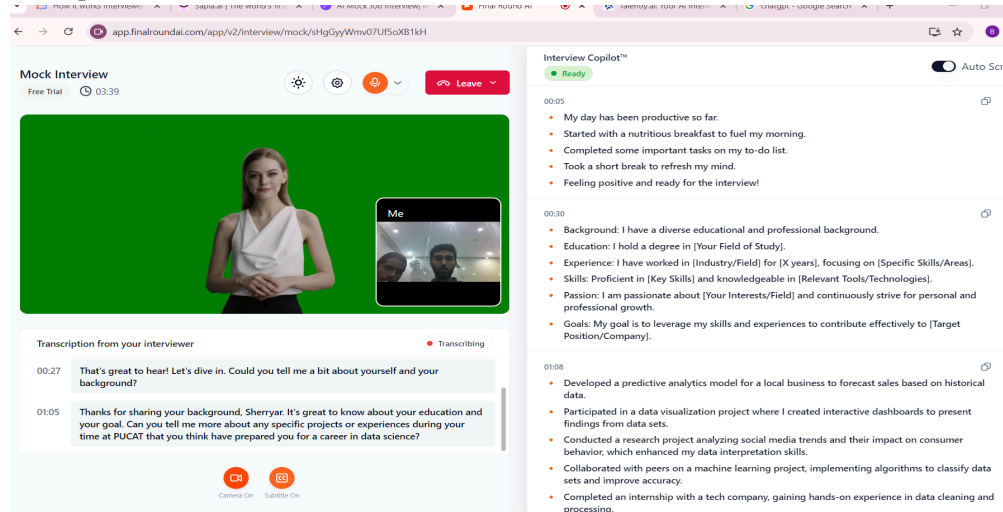 How it works Interviewer
Sapia.ai | The world's first
AI Mock Job Interview
Final Round AI
Talently.ai: Your AI Interv
chatgpt - Google Search
app.finalroundai.com/app/v2/interview/mock/sHgGyyWmv07Uf5oXB1kH
B
Mock Interview
Free Trial 03:39
Leave
Me
Transcription from your interviewer
Transcribing
00:27 That's great to hear! Let's dive in. Could you tell me a bit about yourself and your
background?
01:05 Thanks for sharing your background, Sherryar. It's great to know about your education and
your goal. Can you tell me more about any specific projects or experiences during your
time at PUCAT that you think have prepared you for a career in data science?
Camera On Subtitle On
Interview Copilot™
Ready
Auto Scr
00:05
• My day has been productive so far.
• Started with a nutritious breakfast to fuel my morning.
• Completed some important tasks on my to-do list.
• Took a short break to refresh my mind.
• Feeling positive and ready for the interview!
00:30
• Background: I have a diverse educational and professional background.
• Education: I hold a degree in [Your Field of Study].
• Experience: I have worked in [Industry/Field] for [X years], focusing on [Specific Skills/Areas].
• Skills: Proficient in [Key Skills] and knowledgeable in [Relevant Tools/Technologies].
• Passion: I am passionate about [Your Interests/Field] and continuously strive for personal and
professional growth.
• Goals: My goal is to leverage my skills and experiences to contribute effectively to [Target
Position/Company].
01:08
• Developed a predictive analytics model for a local business to forecast sales based on historical
data.
• Participated in a data visualization project where I created interactive dashboards to present
findings from data sets.
• Conducted a research project analyzing social media trends and their impact on consumer
behavior, which enhanced my data interpretation skills.
• Collaborated with peers on a machine learning project, implementing algorithms to classify data
sets and improve accuracy.
• Completed an internship with a tech company, gaining hands-on experience in data cleaning and
processing.